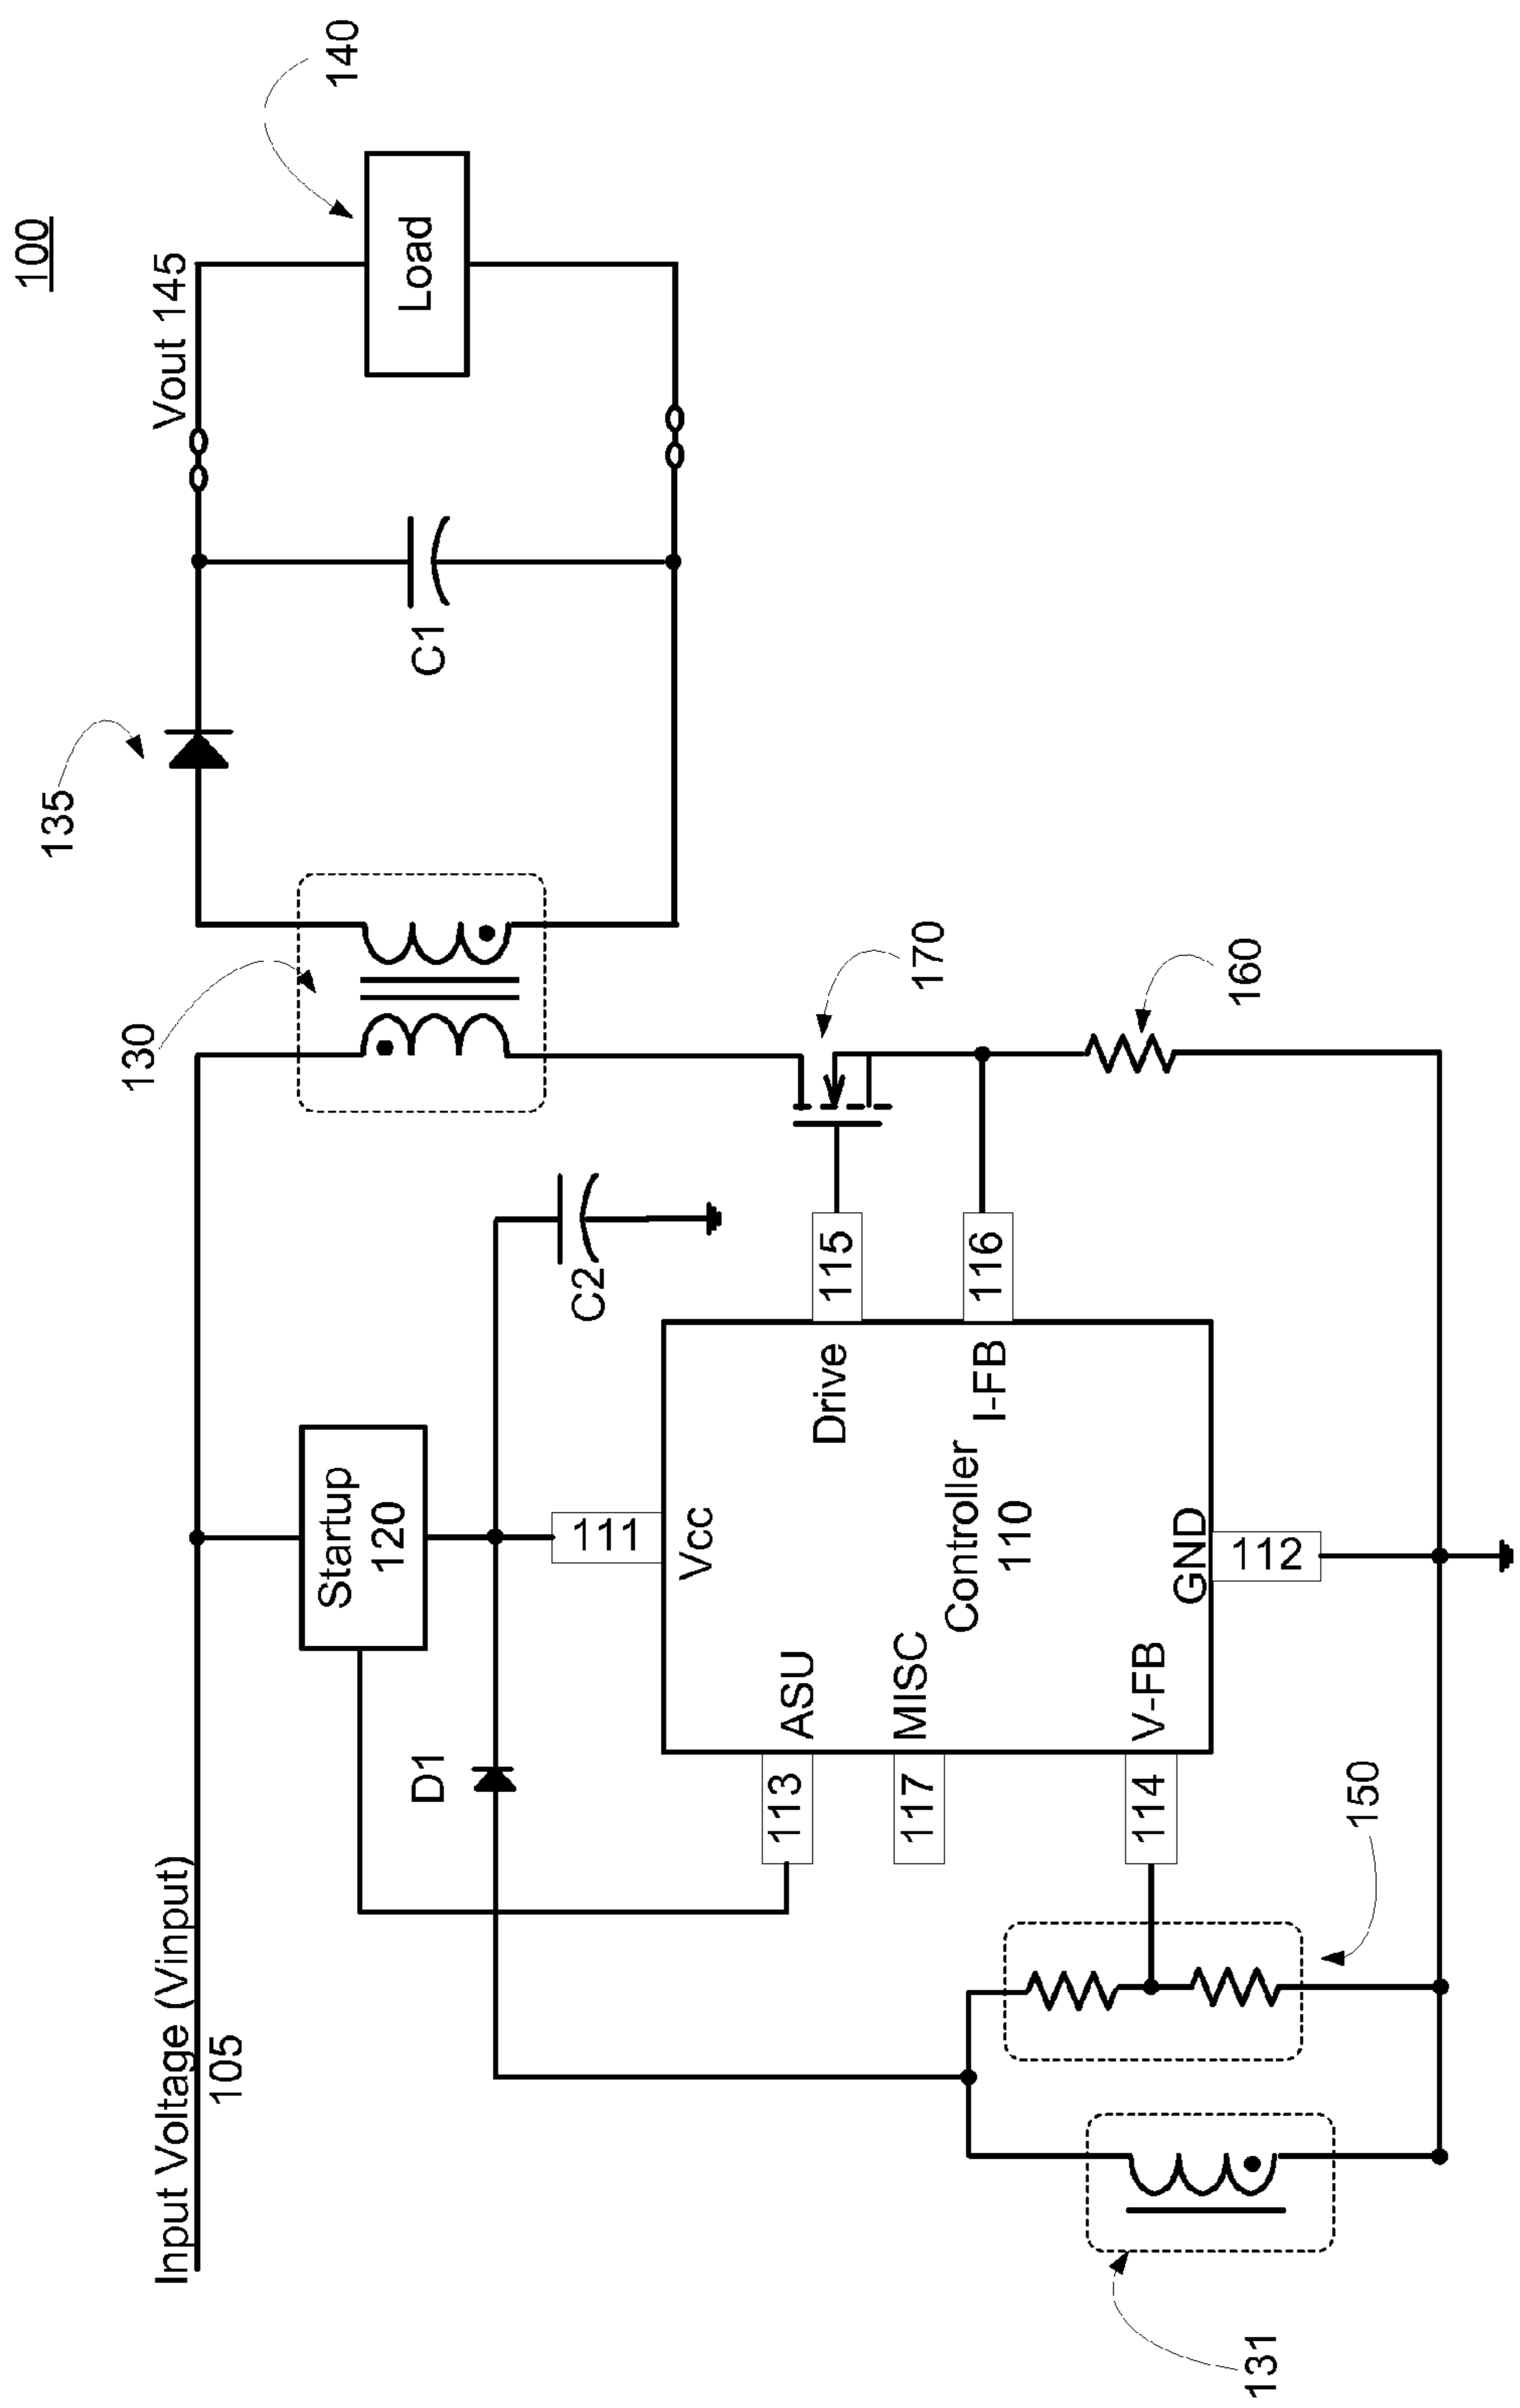 100
Input Voltage (Vinput)
105
Vout 145
135
130
140
Load
C1
Startup
120
D1
C2
111
Vcc
ASU
113
MISC
117
V-FB
114
Controller
110
Drive
115
I-FB
116
GND
112
170
160
150
131